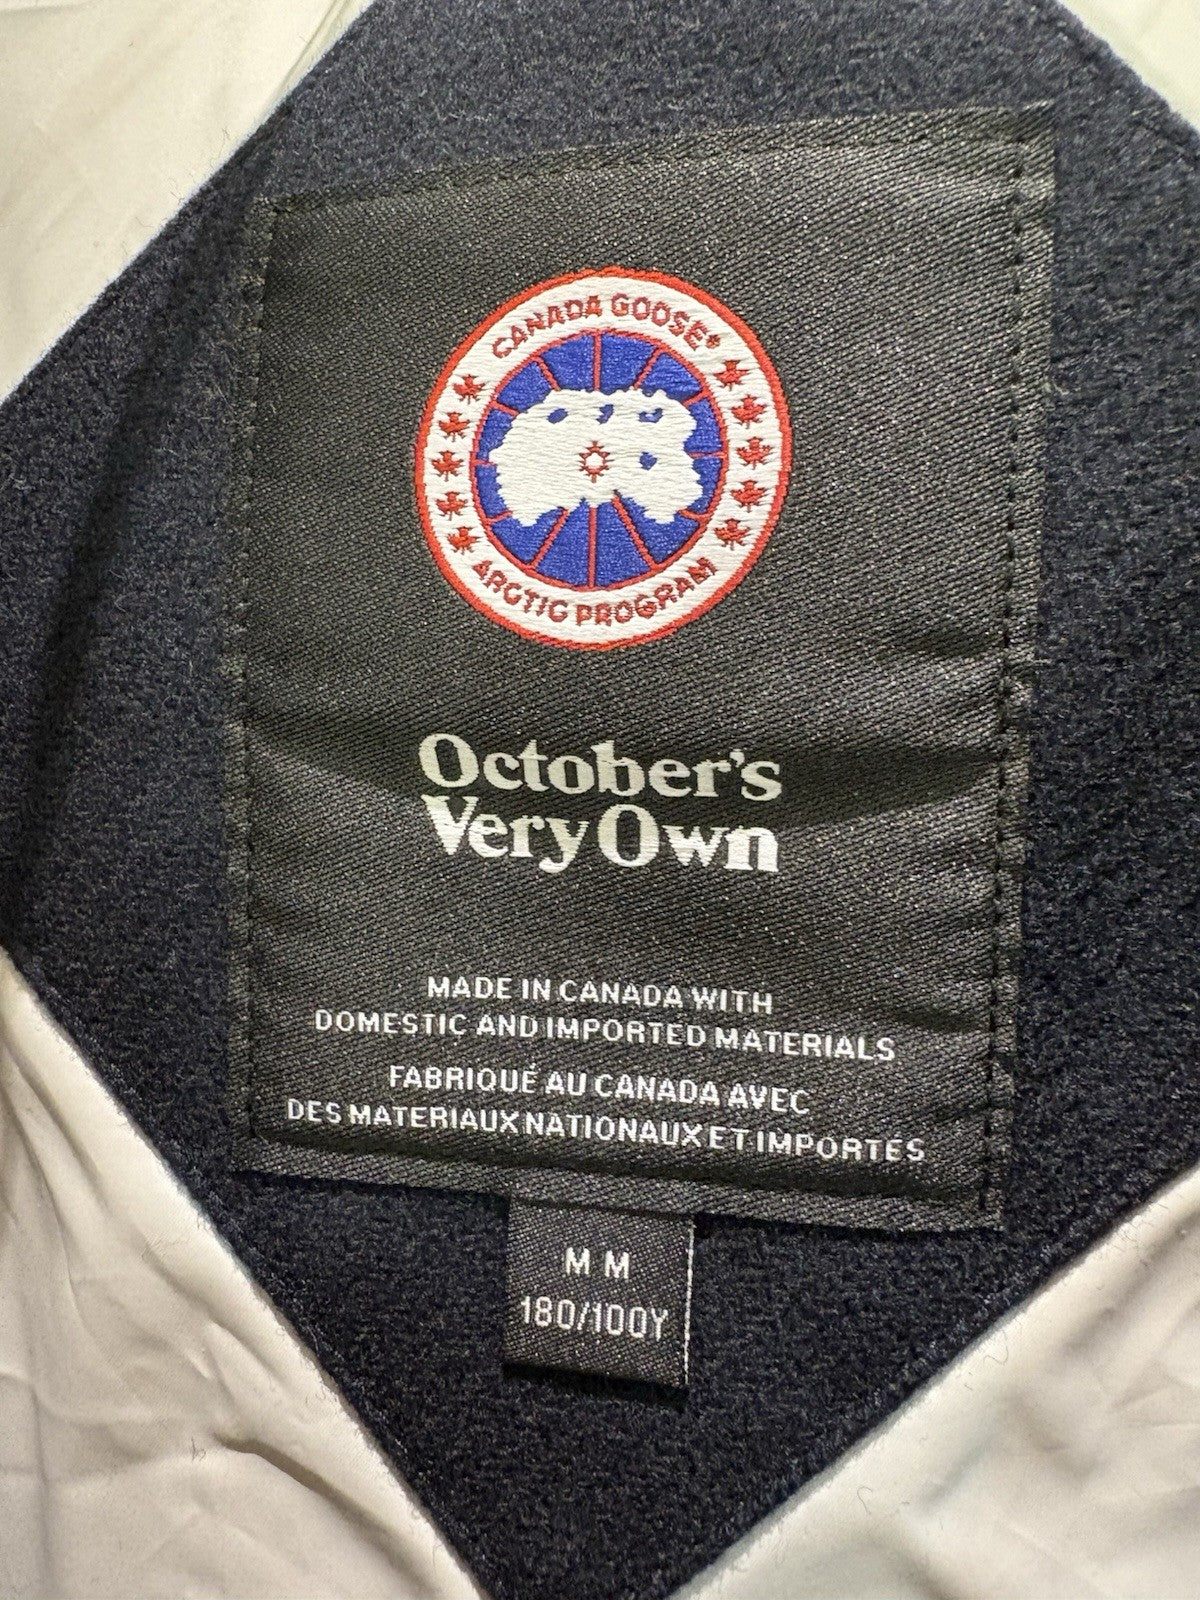 CANADA GOOSE®
ARCTIC PROGRAM
October's
Very Own
MADE IN CANADA WITH
DOMESTIC AND IMPORTED MATERIALS
FABRIQUÉ AU CANADA AVEC
DES MATERIAUX NATIONAUX ET IMPORTÉS
M M
180/100Y